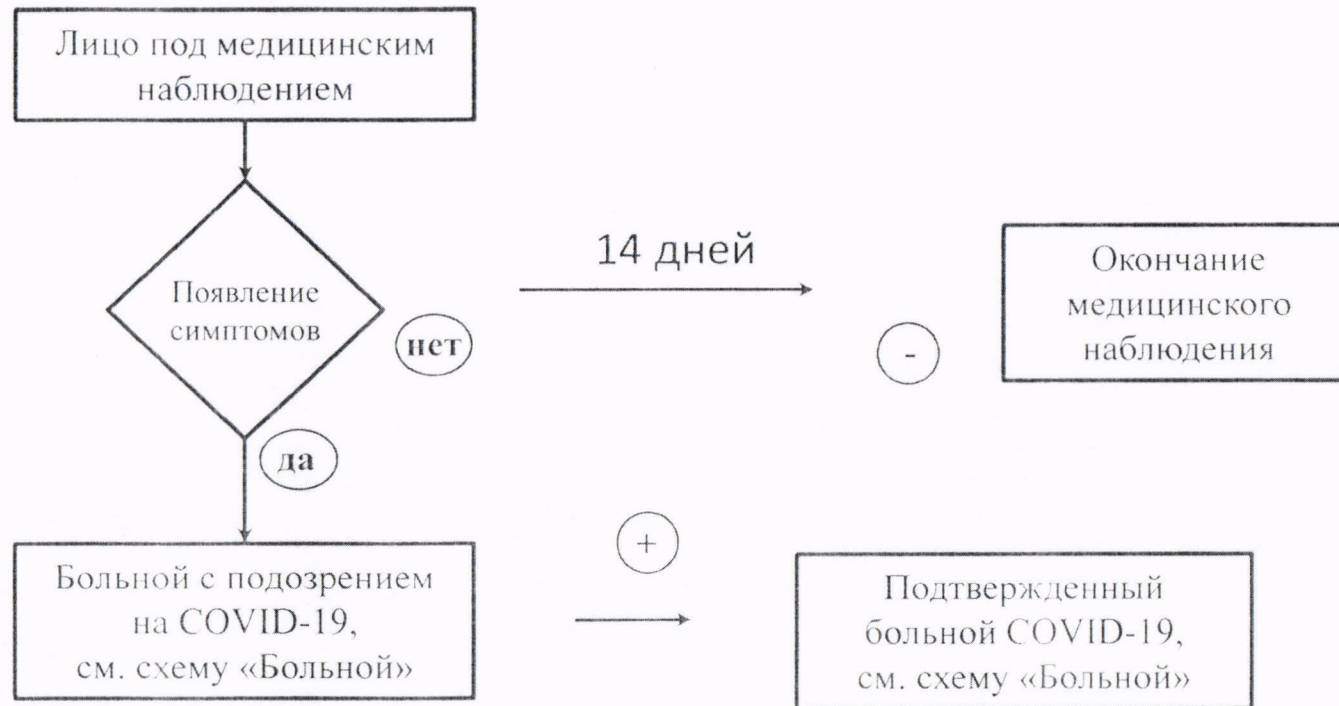 Лицо под медицинским
наблюдением
Появление
симптомов
нет
да
14 дней
-
Окончание
медицинского
наблюдения
Больной с подозрением
на COVID-19,
см. схему «Больной»
+
Подтвержденный
больной COVID-19,
см. схему «Больной»